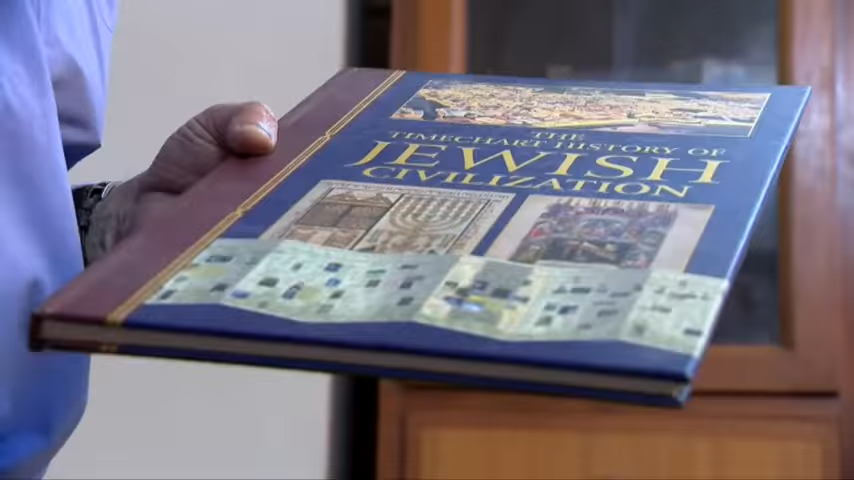 THE
TIMECHART HISTORY OF
JEWISH
CIVILIZATION